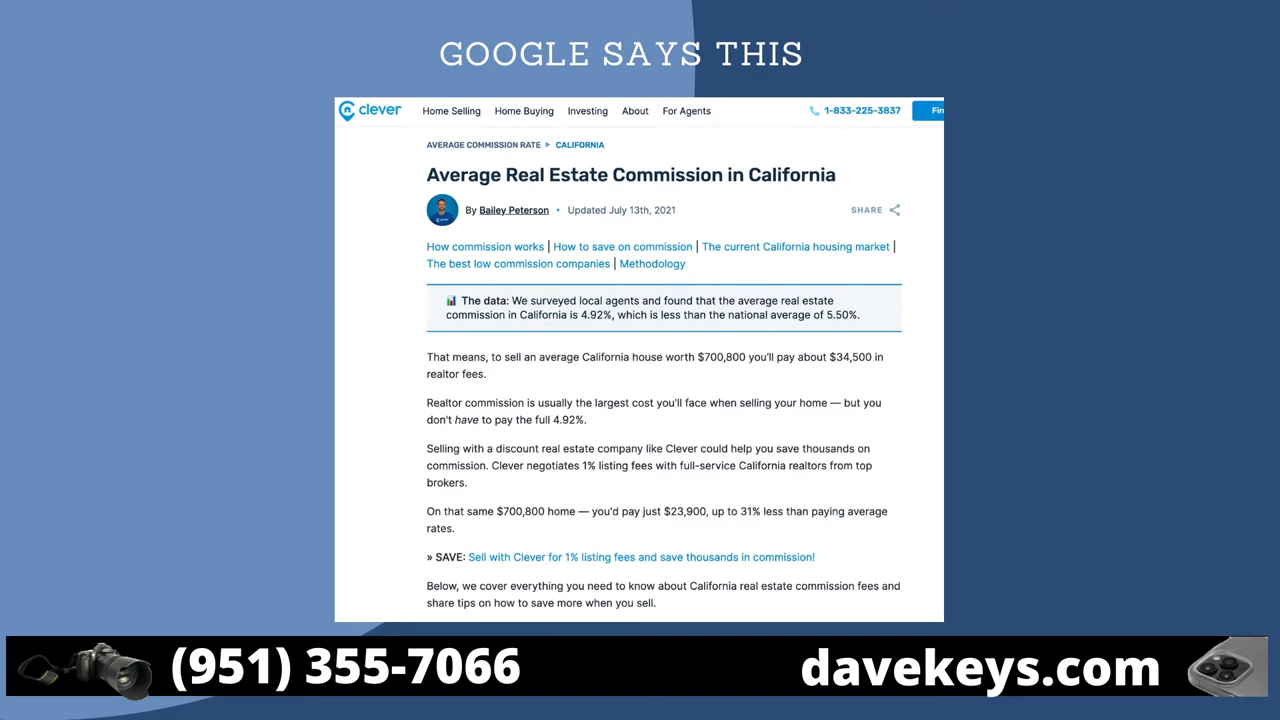 GOOGLE SAYS THIS
clever Home Selling Home Buying Investing About For Agents 1-833-225-3837 Fin
AVERAGE COMMISSION RATE ▸ CALIFORNIA
Average Real Estate Commission in California
By Bailey Peterson • Updated July 13th, 2021 SHARE
How commission works | How to save on commission | The current California housing market |
The best low commission companies | Methodology
The data: We surveyed local agents and found that the average real estate
commission in California is 4.92%, which is less than the national average of 5.50%.
That means, to sell an average California house worth $700,800 you'll pay about $34,500 in
realtor fees.
Realtor commission is usually the largest cost you'll face when selling your home — but you
don't have to pay the full 4.92%.
Selling with a discount real estate company like Clever could help you save thousands on
commission. Clever negotiates 1% listing fees with full-service California realtors from top
brokers.
On that same $700,800 home — you'd pay just $23,900, up to 31% less than paying average
rates.
» SAVE: Sell with Clever for 1% listing fees and save thousands in commission!
Below, we cover everything you need to know about California real estate commission fees and
share tips on how to save more when you sell.
(951) 355-7066 davekeys.com